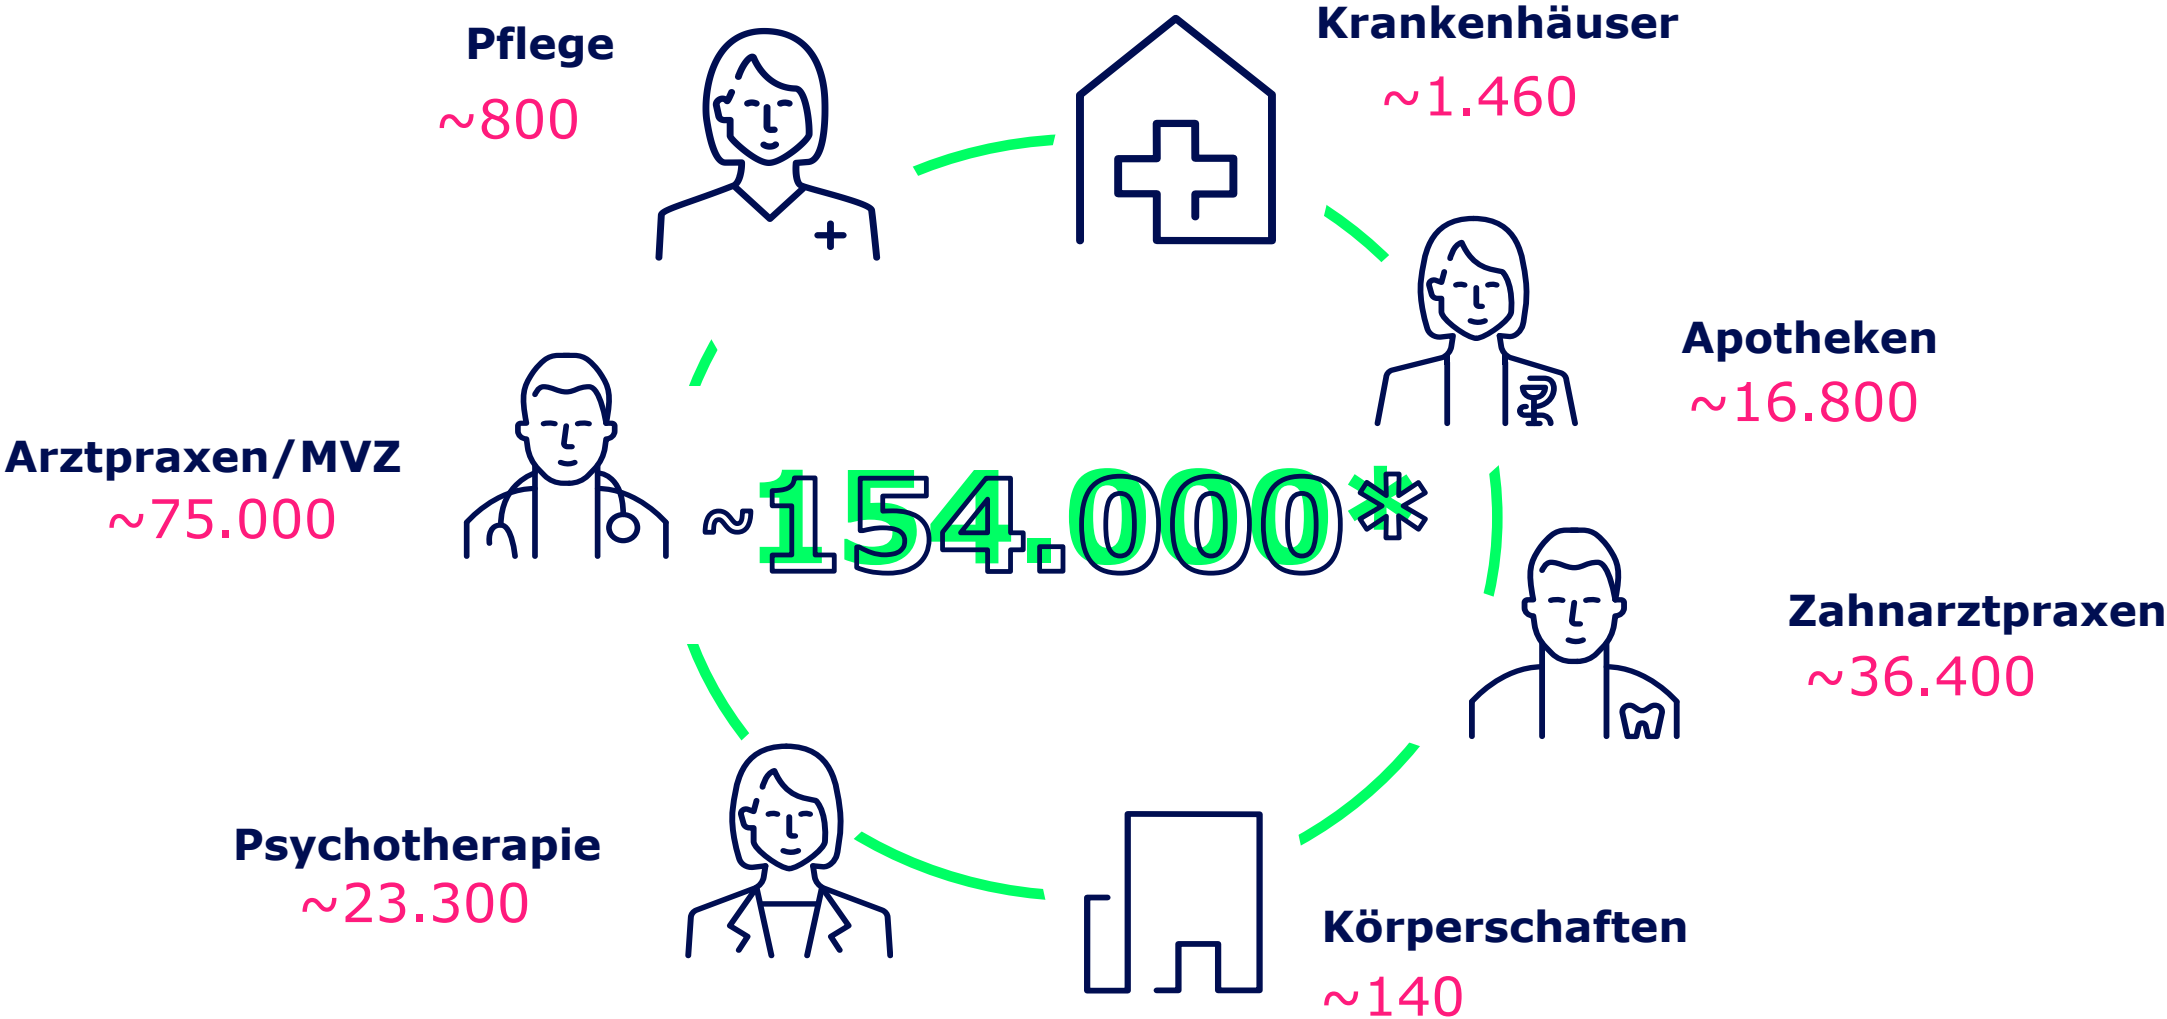 Pflege
~800
Krankenhäuser
~1.460
Apotheken
~16.800
Arztpraxen/MVZ
~75.000
~154.000*
Zahnarztpraxen
~36.400
Psychotherapie
~23.300
Körperschaften
~140